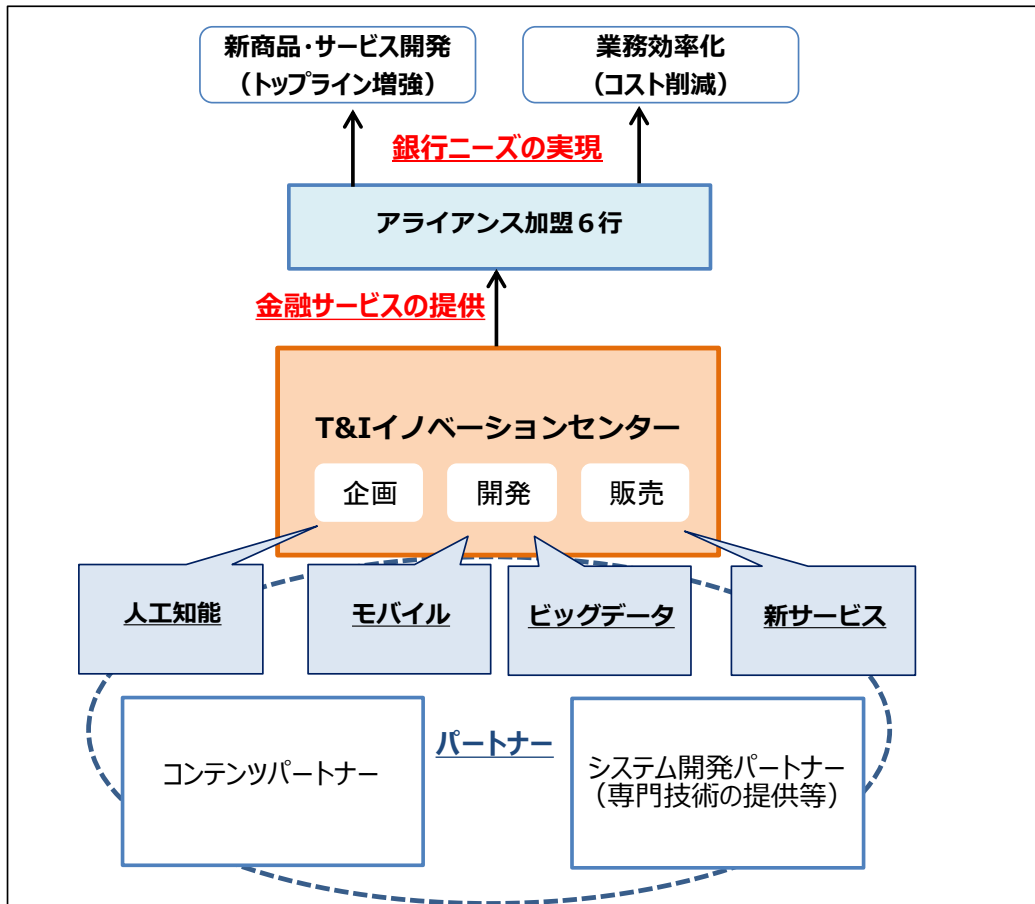 新商品・サービス開発
（トップライン増強）
業務効率化
（コスト削減）
銀行ニーズの実現
アライアンス加盟６行
金融サービスの提供
T&Iイノベーションセンター
企画
開発
販売
人工知能
モバイル
ビッグデータ
新サービス
パートナー
コンテンツパートナー
システム開発パートナー
（専門技術の提供等）